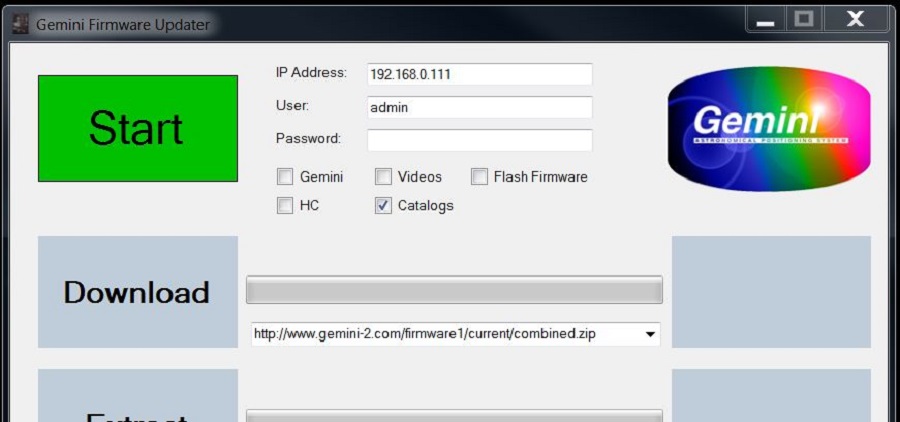 Gemini Firmware Updater
Start
IP Address: 192.168.0.111
User: admin
Password:
Gemini Videos Flash Firmware
HC Catalogs
Gemini
ASTRONOMICAL POSITIONING SYSTEM
Download
http://www.gemini-2.com/firmware1/current/combined.zip
Extract